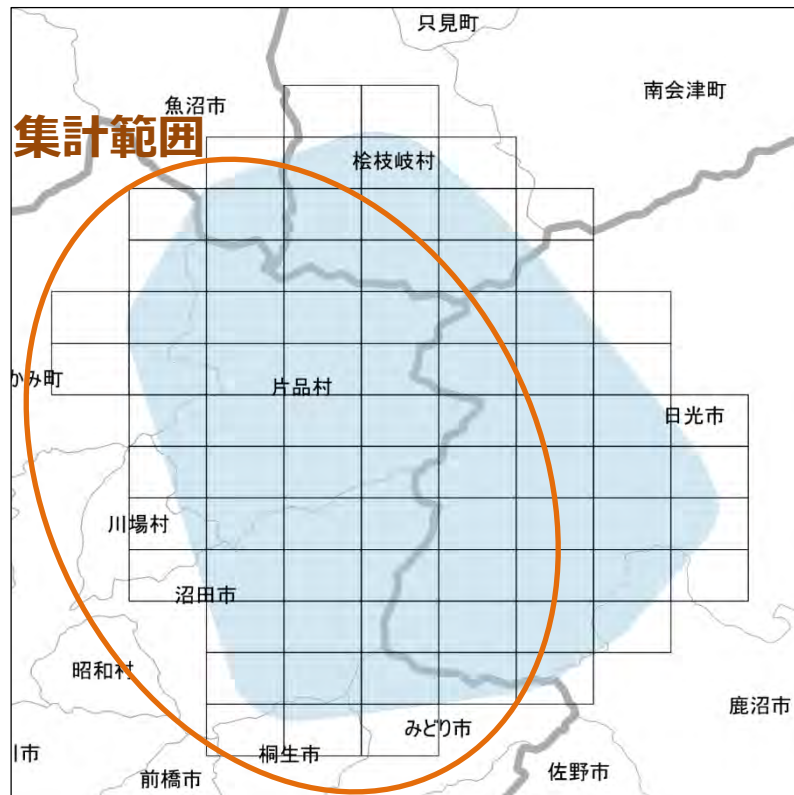 只見町
南会津町
魚沼市
集計範囲
桧枝岐村
かみ町
片品村
日光市
川場村
沼田市
昭和村
鹿沼市
みどり市
川市
桐生市
前橋市
佐野市